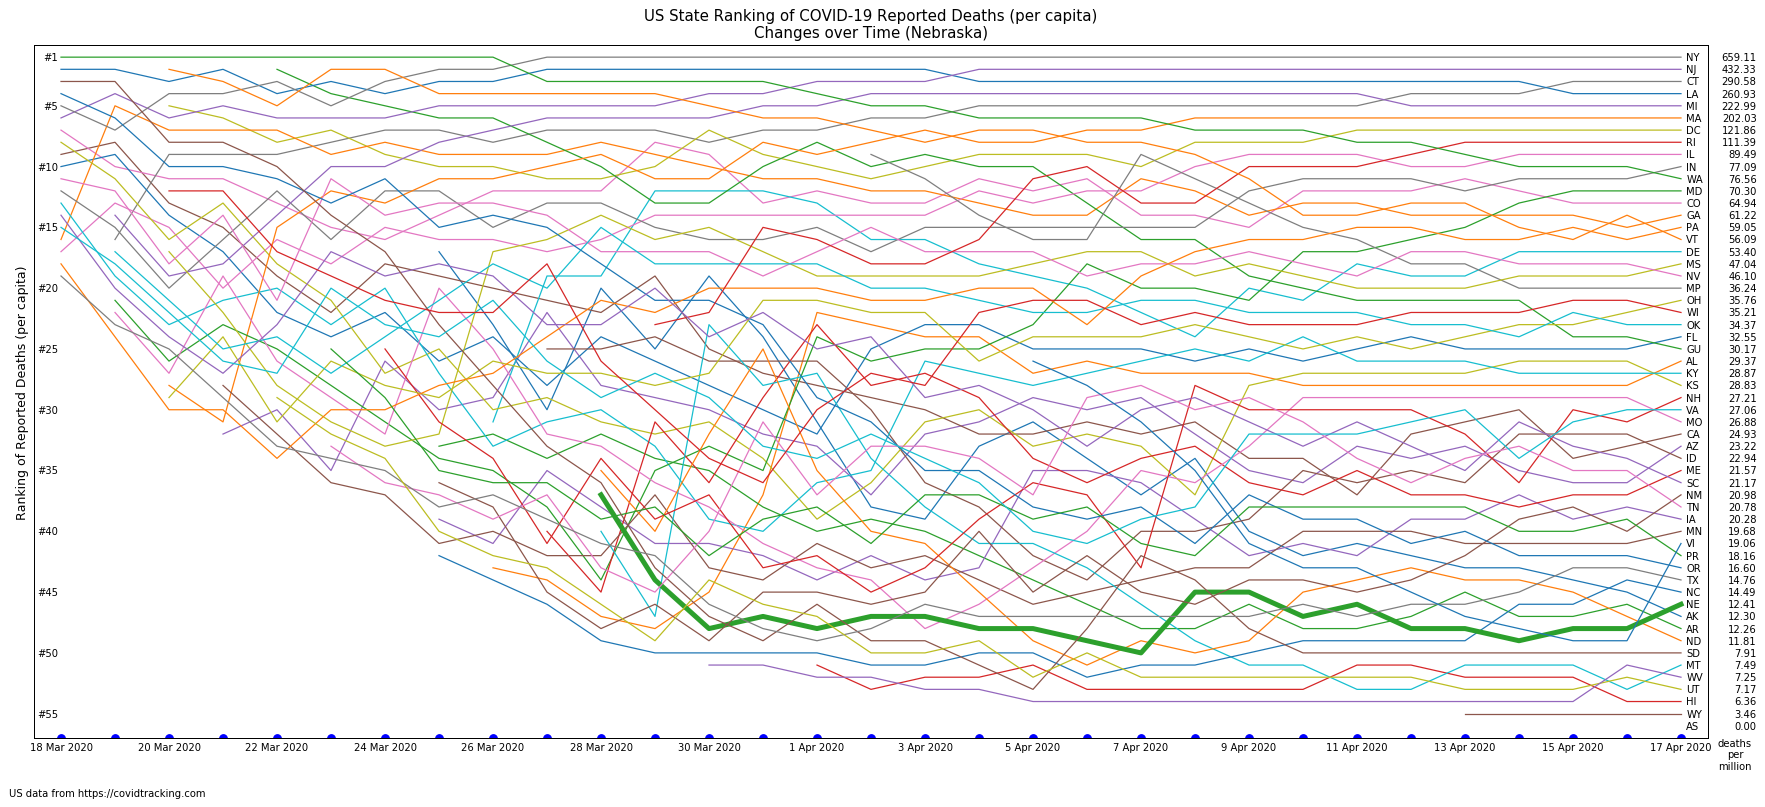 US State Ranking of COVID-19 Reported Deaths (per capita)
Changes over Time (Nebraska)
Ranking of Reported Deaths (per capita)
#1
#5
#10
#15
#20
#25
#30
#35
#40
#45
#50
#55
NY 659.11
NJ 432.33
CT 290.58
LA 260.93
MI 222.99
MA 202.03
DC 121.86
RI 111.39
IL 89.49
IN 77.09
WA 76.56
MD 70.30
CO 64.94
GA 61.22
PA 59.05
VT 56.09
DE 53.40
MS 47.04
NV 46.10
MP 36.24
OH 35.76
WI 35.21
OK 34.37
FL 32.55
GU 30.17
AL 29.37
KY 28.87
KS 28.83
NH 27.21
VA 27.06
MO 26.88
CA 24.93
AZ 23.22
ID 22.94
ME 21.57
SC 21.17
NM 20.98
TN 20.78
IA 20.28
MN 19.68
VI 19.06
PR 18.16
OR 16.60
TX 14.76
NC 14.49
NE 12.41
AK 12.30
AR 12.26
ND 11.81
SD 7.91
MT 7.49
WV 7.25
UT 7.17
HI 6.36
WY 3.46
AS 0.00
18 Mar 2020 20 Mar 2020 22 Mar 2020 24 Mar 2020 26 Mar 2020 28 Mar 2020 30 Mar 2020 1 Apr 2020 3 Apr 2020 5 Apr 2020 7 Apr 2020 9 Apr 2020 11 Apr 2020 13 Apr 2020 15 Apr 2020 17 Apr 2020
deaths
per
million
US data from https://covidtracking.com